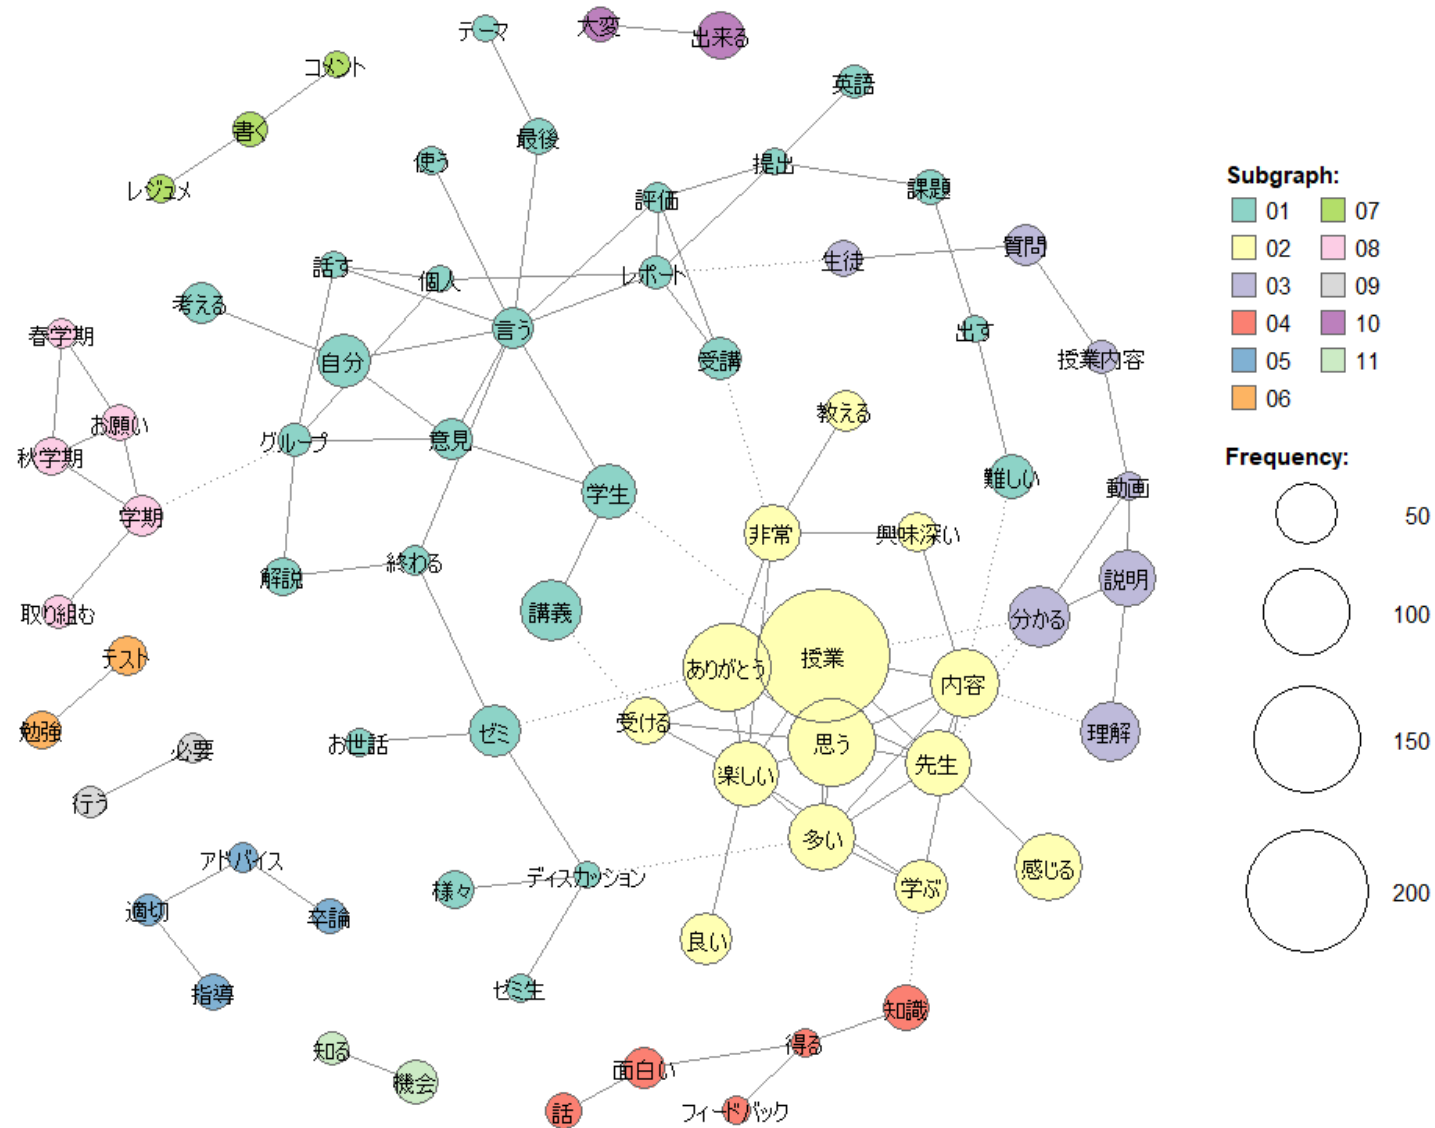 テーマ
大変
出来る
コメント
英語
書く
最後
使う
提出
レジュメ
評価
課題
質問
生徒
話す
個人
レポート
考える
言う
春学期
自分
受講
出す
授業内容
お願い
教える
秋学期
グループ
意見
学生
難しい
動画
学期
非常
興味深い
解説
終わる
説明
取り組む
講義
分かる
テスト
ありがとう
授業
内容
勉強
必要
お世話
ゼミ
受ける
思う
理解
楽しい
先生
行う
多い
アドバイス
様々
ディスカッション
学ぶ
感じる
適切
卒論
良い
指導
ゼミ生
知識
知る
得る
機会
面白い
話
フィードバック
Subgraph:
01
07
02
08
03
09
04
10
05
11
06
Frequency:
50
100
150
200